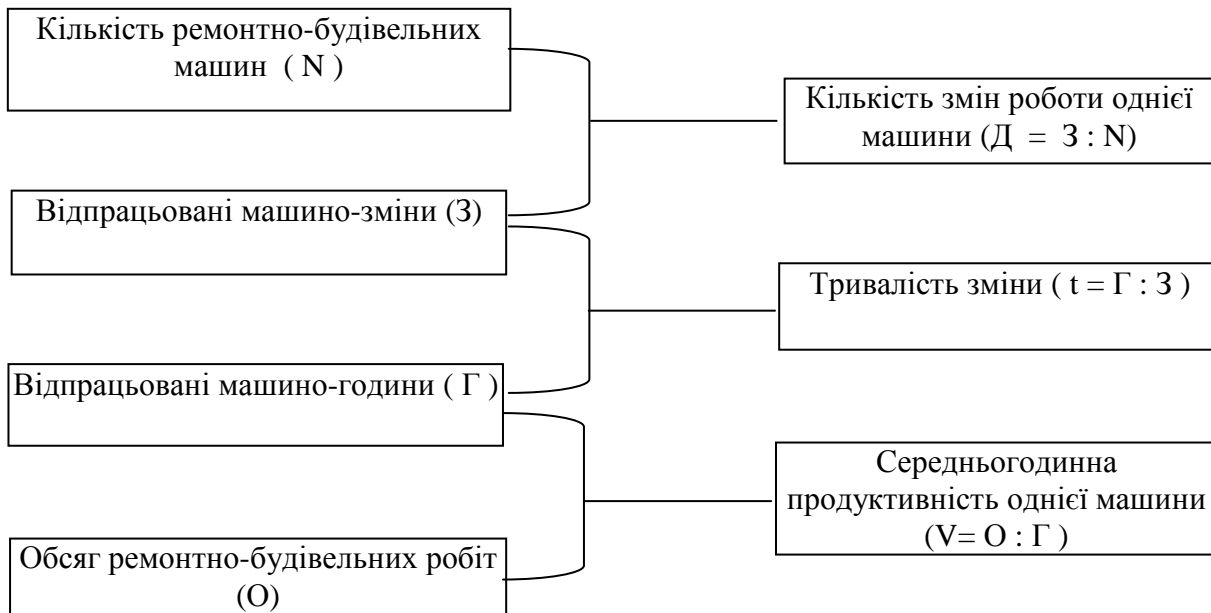 Кількість ремонтно-будівельних
машин ( N )
Кількість змін роботи однієї
машини (Д = З : N)
Відпрацьовані машино-зміни (З)
Тривалість зміни ( t = Г : З )
Відпрацьовані машино-години ( Г )
Середньогодинна
продуктивність однієї машини
(V= О : Г )
Обсяг ремонтно-будівельних робіт
(О)